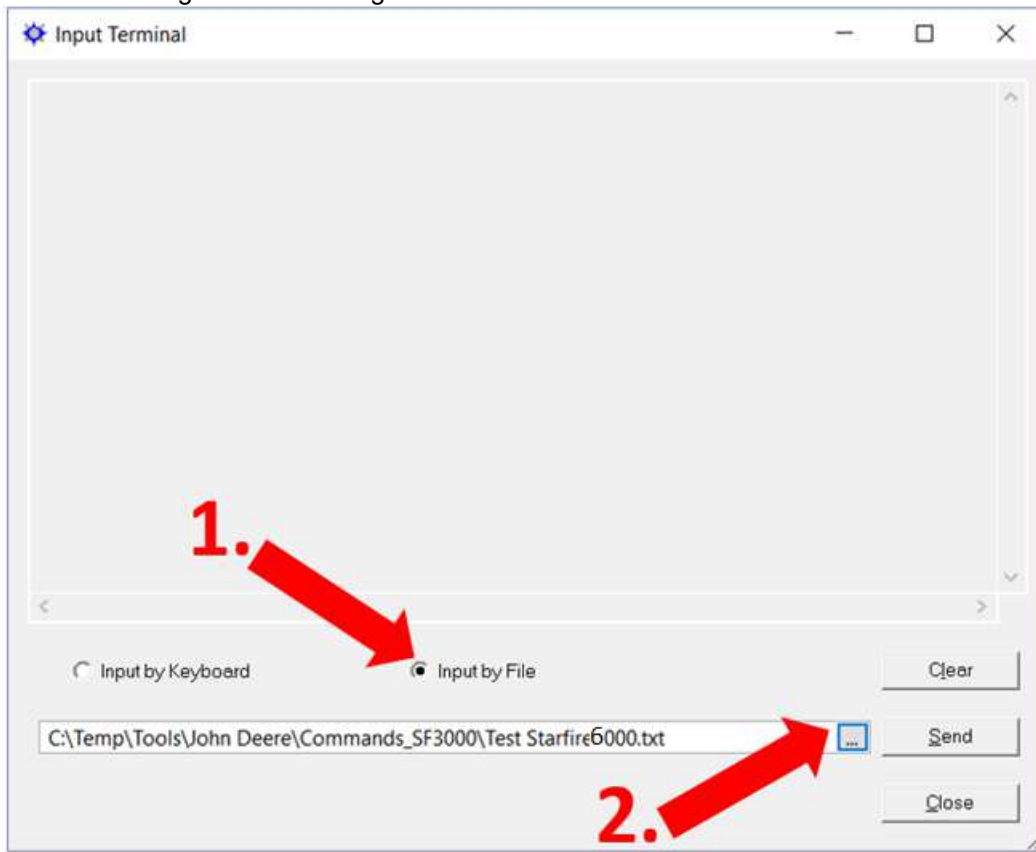 Input Terminal
1.
Input by Keyboard
Input by File
Clear
C:\Temp\Tools\John Deere\Commands_SF3000\Test Starfire6000.txt
...
Send
2.
Close